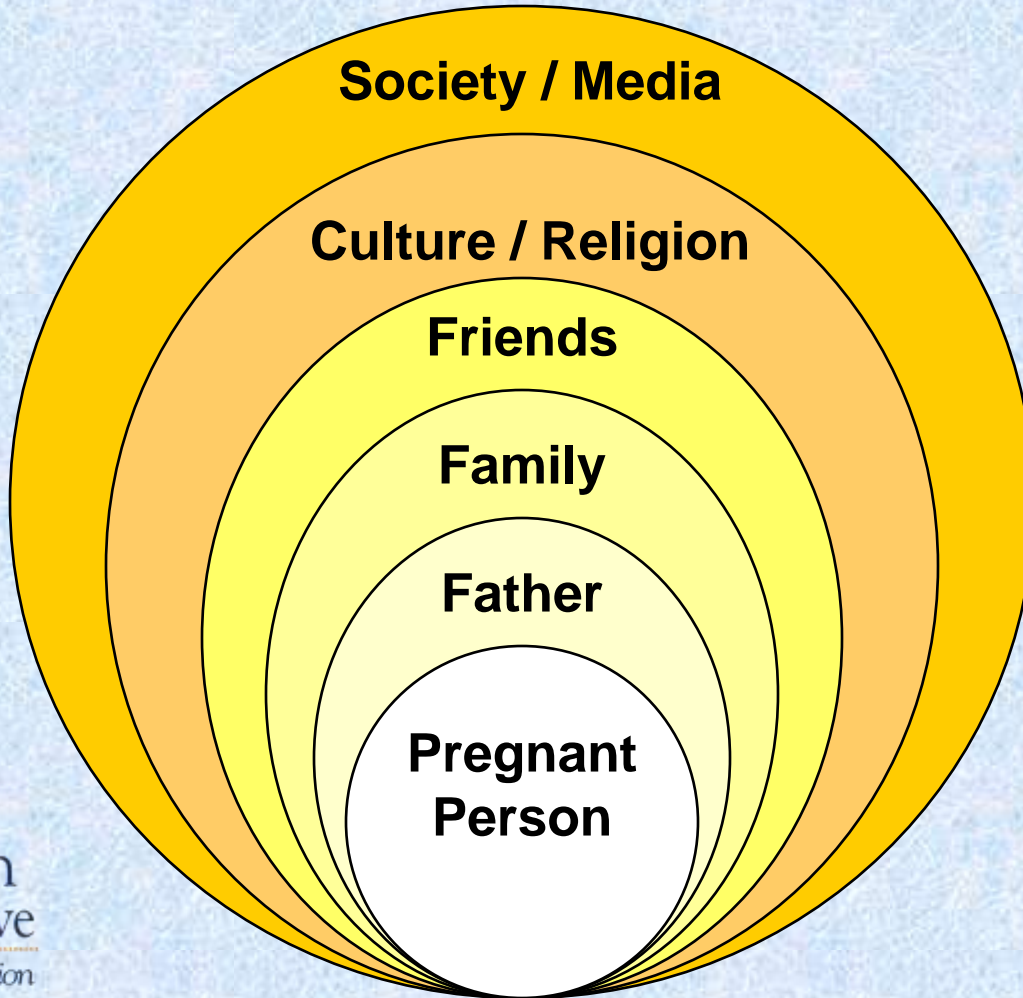 Society / Media
Culture / Religion
Friends
Family
Father
Pregnant
Person